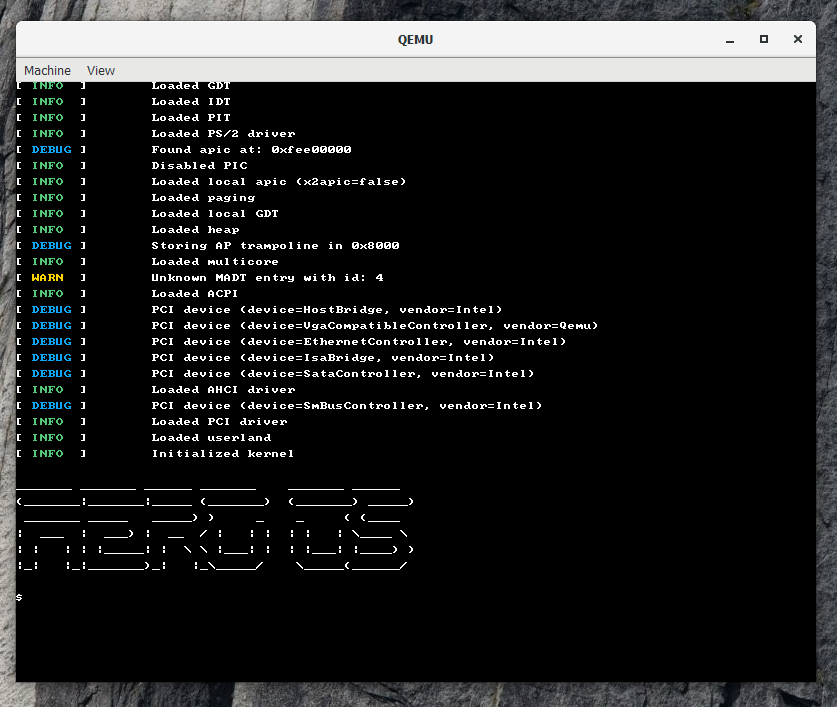 QEMU
Machine View
[ INFO ] Loaded GDT
[ INFO ] Loaded IDT
[ INFO ] Loaded PIT
[ INFO ] Loaded PS/2 driver
[ DEBUG ] Found apic at: 0xfee00000
[ INFO ] Disabled PIC
[ INFO ] Loaded local apic (x2apic=false)
[ INFO ] Loaded paging
[ INFO ] Loaded local GDT
[ INFO ] Loaded heap
[ DEBUG ] Storing AP trampoline in 0x8000
[ INFO ] Loaded multicore
[ WARN ] Unknown MADT entry with id: 4
[ INFO ] Loaded ACPI
[ DEBUG ] PCI device (device=HostBridge, vendor=Intel)
[ DEBUG ] PCI device (device=VgaCompatibleController, vendor=Qemu)
[ DEBUG ] PCI device (device=EthernetController, vendor=Intel)
[ DEBUG ] PCI device (device=IsaBridge, vendor=Intel)
[ DEBUG ] PCI device (device=SataController, vendor=Intel)
[ INFO ] Loaded AHCI driver
[ DEBUG ] PCI device (device=SmBusController, vendor=Intel)
[ INFO ] Loaded PCI driver
[ INFO ] Loaded userland
[ INFO ] Initialized kernel
AERO OS
$